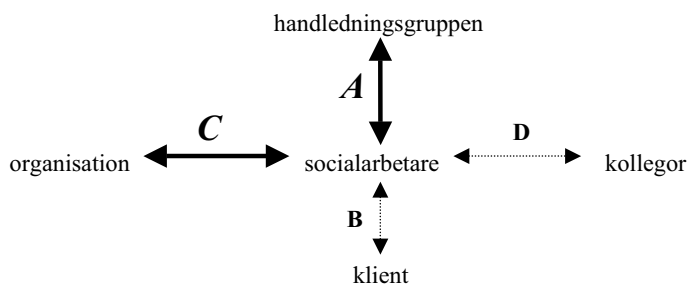 handledningsgruppen
A
C
D
organisation
socialarbetare
kollegor
B
klient